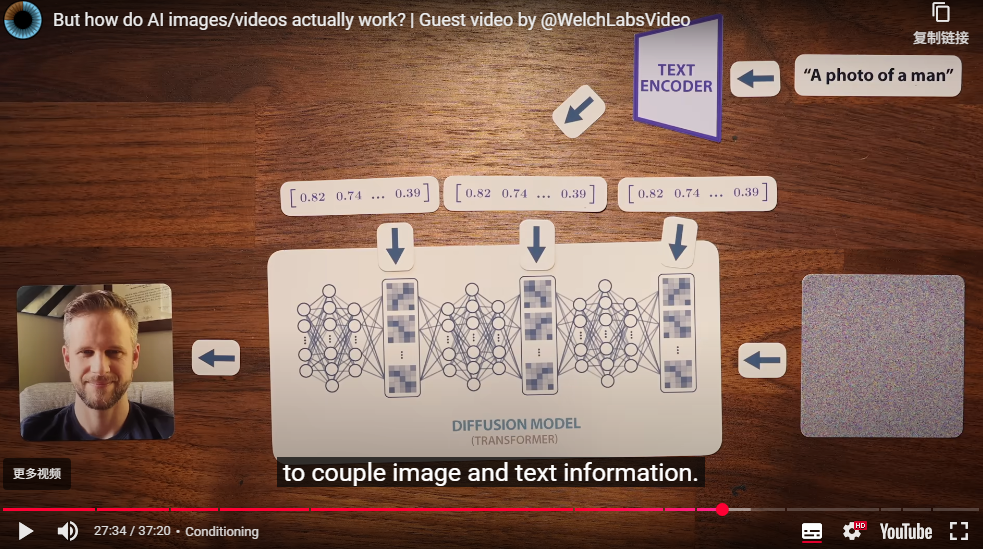 But how do AI images/videos actually work? | Guest video by @WelchLabsVideo
复制链接
TEXT
ENCODER
“A photo of a man”
[ 0.82 0.74 ... 0.39 ]
[ 0.82 0.74 ... 0.39 ]
[ 0.82 0.74 ... 0.39 ]
DIFFUSION MODEL
(TRANSFORMER)
to couple image and text information.
更多视频
27:34 / 37:20 • Conditioning
HD
YouTube